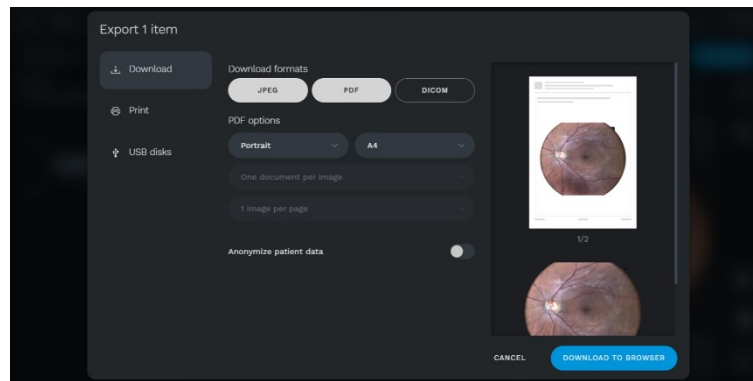 Export 1 item
Download
Print
USB disks
Download formats
JPEG PDF DICOM
PDF options
Portrait A4
One document per image
1 image per page
Anonymize patient data
1/2
CANCEL DOWNLOAD TO BROWSER